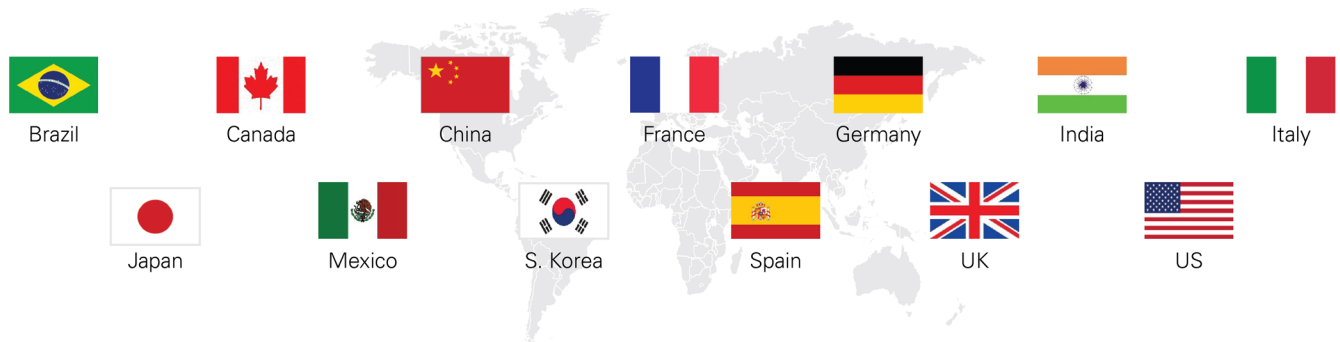 Brazil
Canada
China
France
Germany
India
Italy
Japan
Mexico
S. Korea
Spain
UK
US